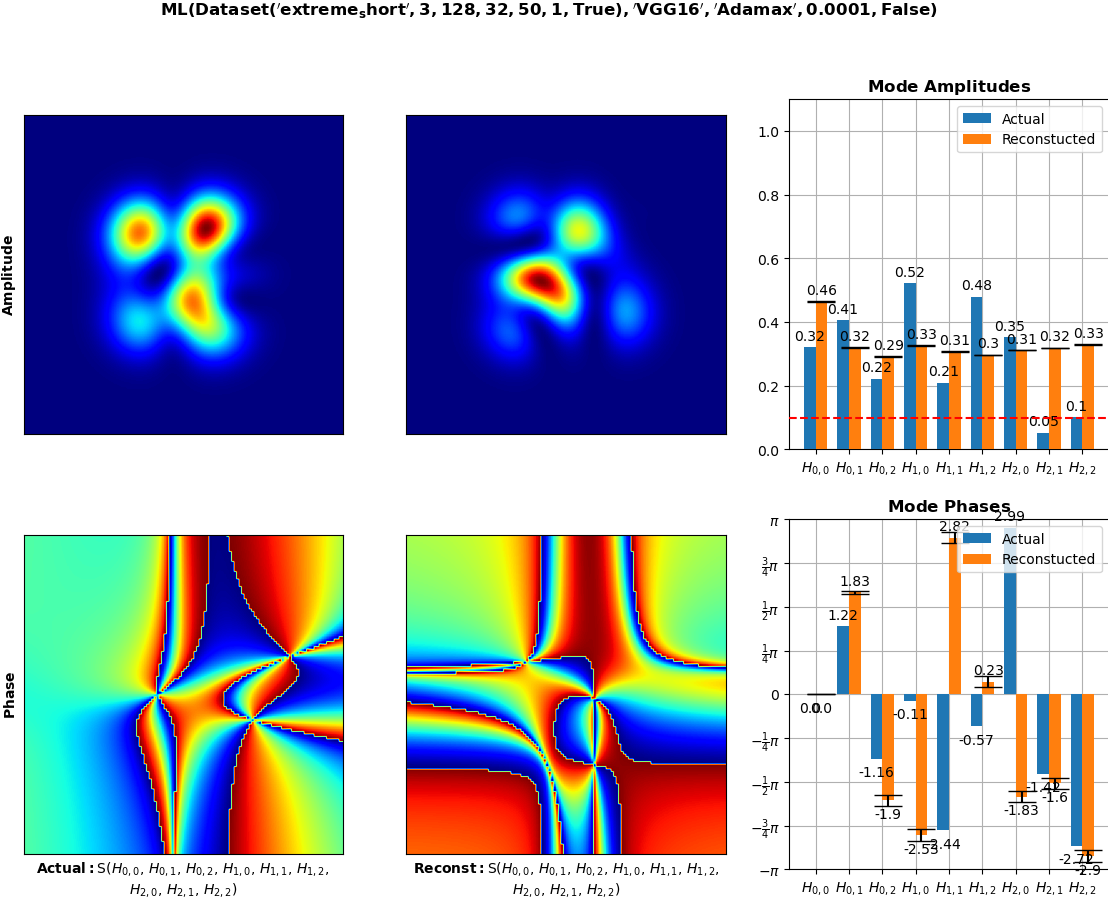 ML(Dataset('extreme_short', 3, 128, 32, 50, 1, True), 'VGG16', 'Adamax', 0.0001, False)
Amplitude
Mode Amplitudes
Actual
Reconstucted
1.0
0.8
0.6
0.4
0.2
0.0
0.32 0.46 0.41 0.32 0.22 0.29 0.52 0.33 0.21 0.31 0.48 0.3 0.35 0.31 0.05 0.32 0.1 0.33
H0,0 H0,1 H0,2 H1,0 H1,1 H1,2 H2,0 H2,1 H2,2
Phase
Mode Phases
Actual
Reconstucted
π
3/4π
1/2π
1/4π
0
−1/4π
−1/2π
−3/4π
−π
0.0 0.0 1.22 1.83 -1.16 -1.9 -0.11 -2.53 -2.44 2.82 -0.57 0.23 2.99 -1.83 -1.42 -1.6 -2.72 -2.9
H0,0 H0,1 H0,2 H1,0 H1,1 H1,2 H2,0 H2,1 H2,2
Actual: S(H0,0, H0,1, H0,2, H1,0, H1,1, H1,2,
H2,0, H2,1, H2,2)
Reconst: S(H0,0, H0,1, H0,2, H1,0, H1,1, H1,2,
H2,0, H2,1, H2,2)